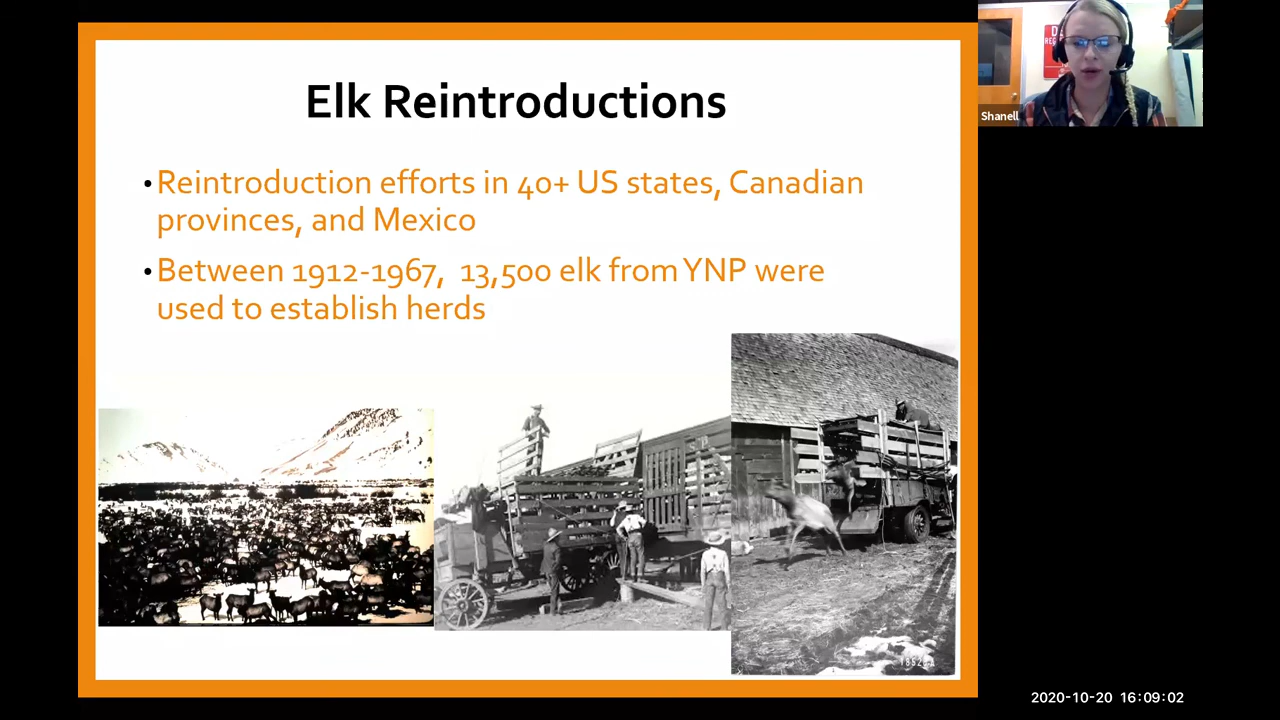 Elk Reintroductions
• Reintroduction efforts in 40+ US states, Canadian
provinces, and Mexico
• Between 1912-1967, 13,500 elk from YNP were
used to establish herds
Shanell
2020-10-20 16:09:02